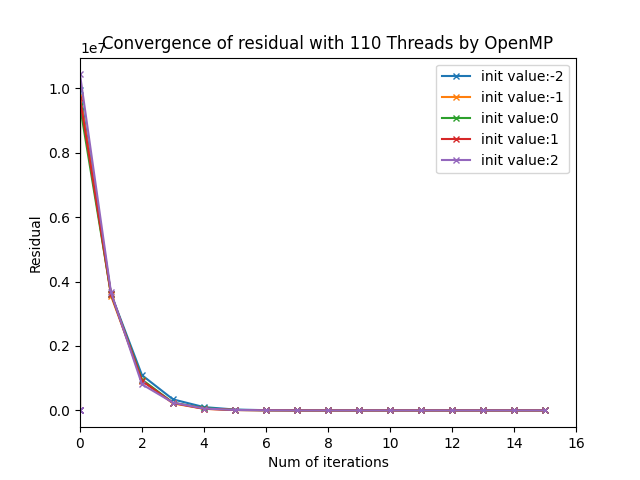 Convergence of residual with 110 Threads by OpenMP
1e7
init value:-2
init value:-1
init value:0
init value:1
init value:2
1.0
0.8
0.6
0.4
0.2
0.0
Residual
0 2 4 6 8 10 12 14 16
Num of iterations